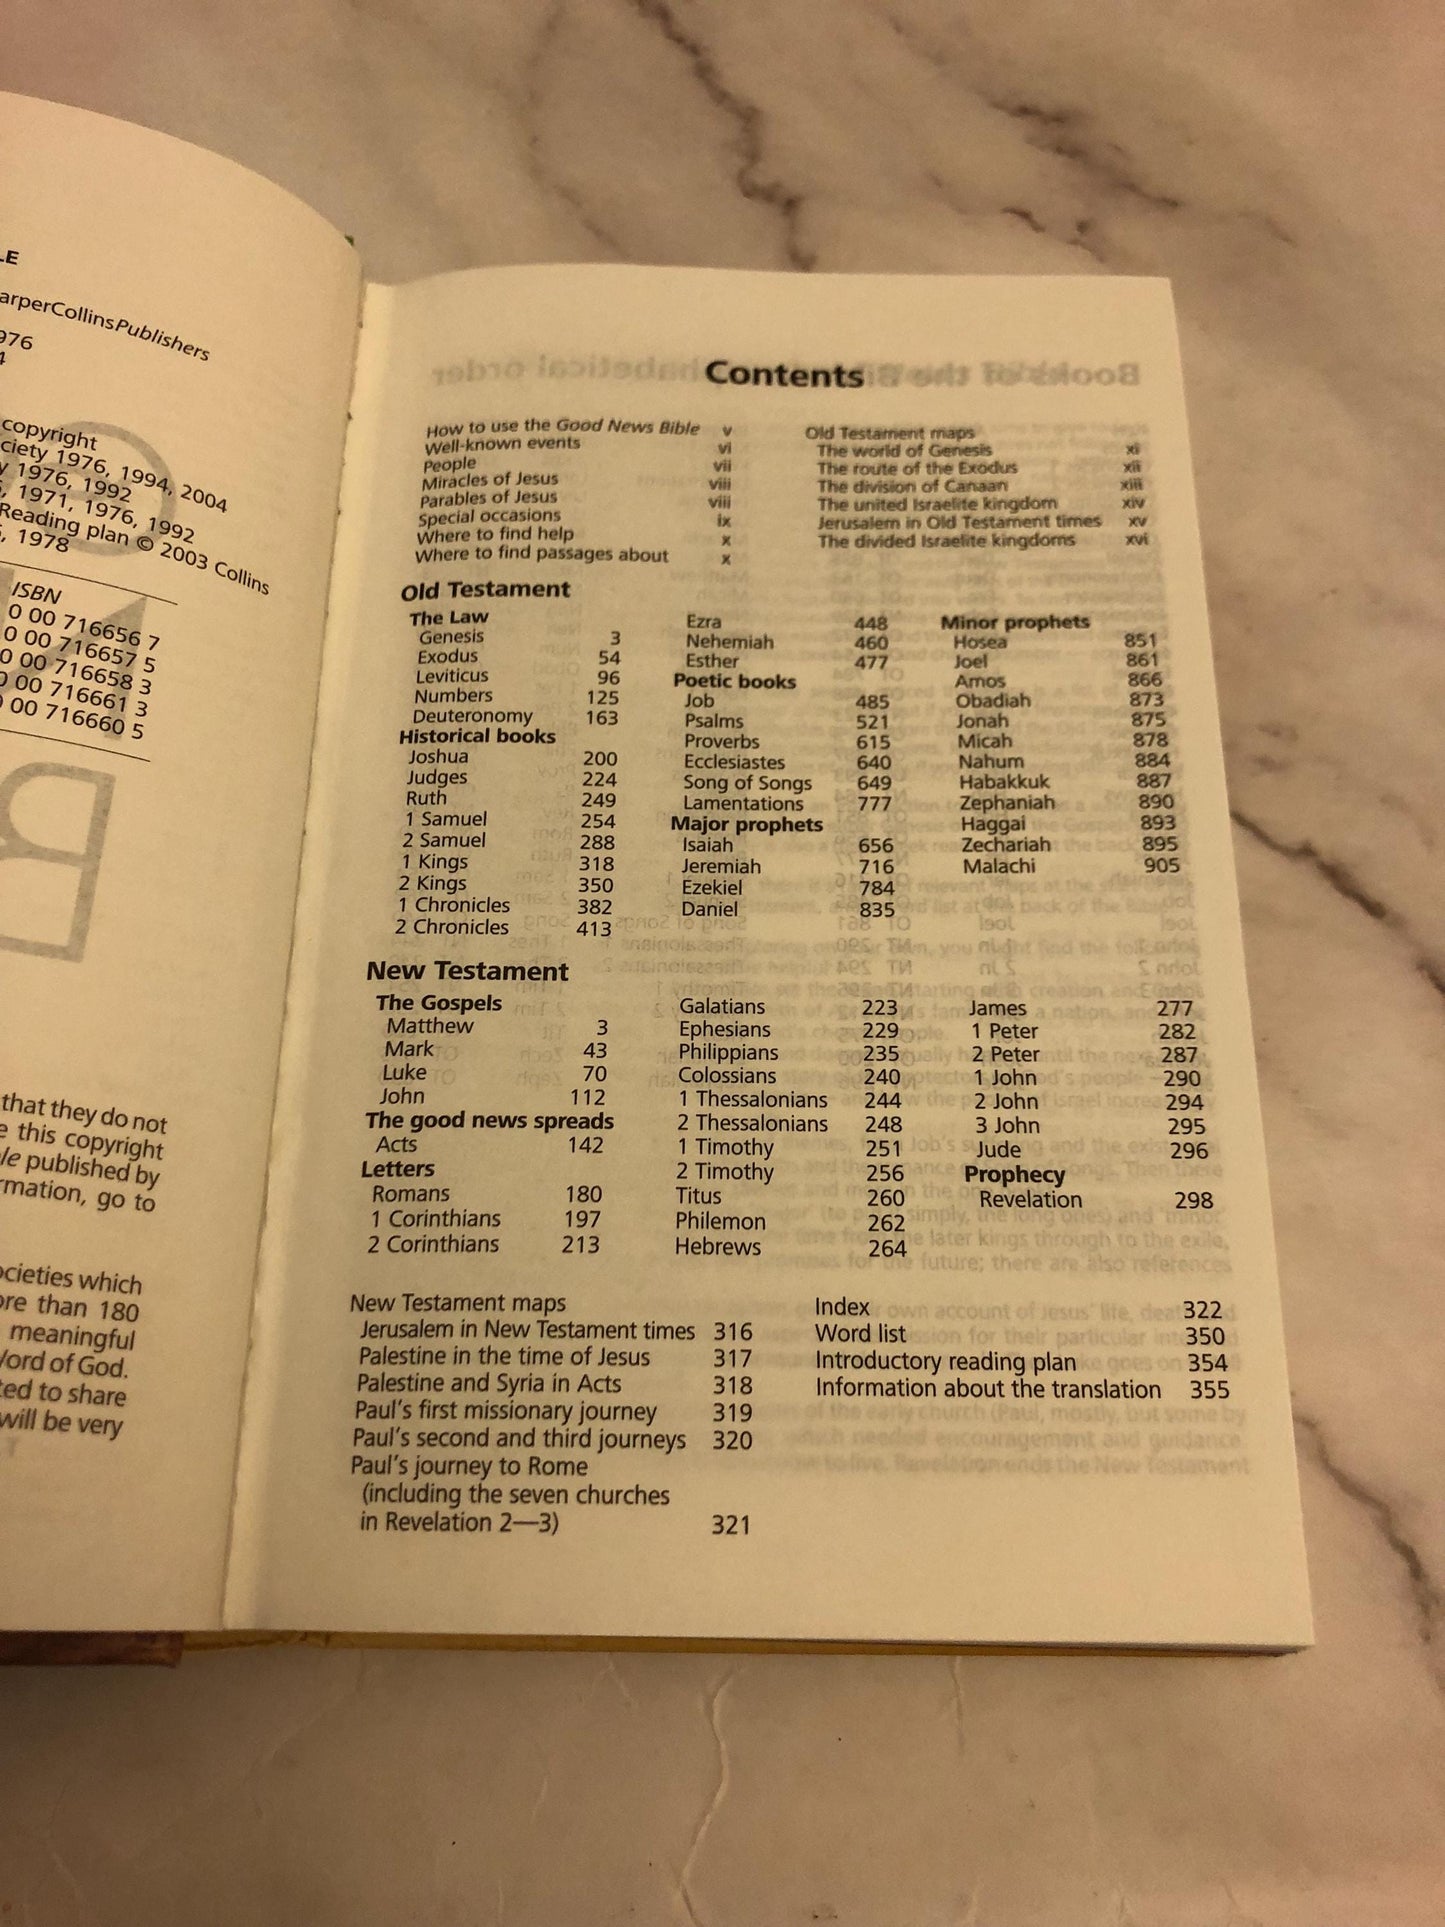 LE
arperCollinsPublishers
976
4
copyright
ciety 1976, 1994, 2004
y 1976, 1992
, 1971, 1976, 1992
Reading plan © 2003 Collins
, 1978
ISBN
0 00 716656 7
0 00 716657 5
0 00 716658 3
0 00 716661 3
0 00 716660 5
R
that they do not
e this copyright
le published by
rmation, go to
ocieties which
ore than 180
meaningful
Word of God.
ted to share
will be very
Contents
How to use the Good News Bible v
Well-known events vi
People vii
Miracles of Jesus viii
Parables of Jesus viii
Special occasions ix
Where to find help x
Where to find passages about x
Old Testament maps
The world of Genesis xi
The route of the Exodus xii
The division of Canaan xiii
The united Israelite kingdom xiv
Jerusalem in Old Testament times xv
The divided Israelite kingdoms xvi
Old Testament
The Law
Genesis 3
Exodus 54
Leviticus 96
Numbers 125
Deuteronomy 163
Historical books
Joshua 200
Judges 224
Ruth 249
1 Samuel 254
2 Samuel 288
1 Kings 318
2 Kings 350
1 Chronicles 382
2 Chronicles 413
Ezra 448
Nehemiah 460
Esther 477
Poetic books
Job 485
Psalms 521
Proverbs 615
Ecclesiastes 640
Song of Songs 649
Lamentations 777
Major prophets
Isaiah 656
Jeremiah 716
Ezekiel 784
Daniel 835
Minor prophets
Hosea 851
Joel 861
Amos 866
Obadiah 873
Jonah 875
Micah 878
Nahum 884
Habakkuk 887
Zephaniah 890
Haggai 893
Zechariah 895
Malachi 905
New Testament
The Gospels
Matthew 3
Mark 43
Luke 70
John 112
The good news spreads
Acts 142
Letters
Romans 180
1 Corinthians 197
2 Corinthians 213
Galatians 223
Ephesians 229
Philippians 235
Colossians 240
1 Thessalonians 244
2 Thessalonians 248
1 Timothy 251
2 Timothy 256
Titus 260
Philemon 262
Hebrews 264
James 277
1 Peter 282
2 Peter 287
1 John 290
2 John 294
3 John 295
Jude 296
Prophecy
Revelation 298
New Testament maps
Jerusalem in New Testament times 316
Palestine in the time of Jesus 317
Palestine and Syria in Acts 318
Paul's first missionary journey 319
Paul's second and third journeys 320
Paul's journey to Rome
(including the seven churches
in Revelation 2—3) 321
Index 322
Word list 350
Introductory reading plan 354
Information about the translation 355